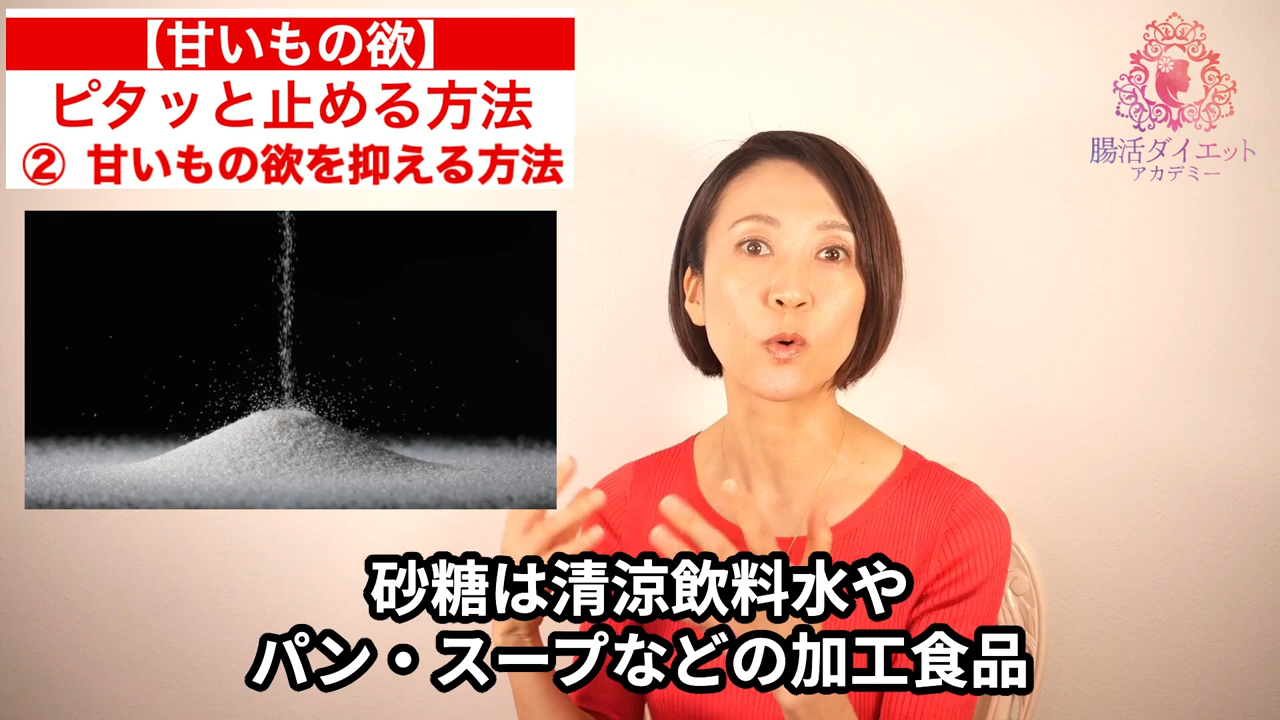 【甘いもの欲】
ピタッと止める方法
② 甘いもの欲を抑える方法
腸活ダイエット
アカデミー
砂糖は清涼飲料水や
パン・スープなどの加工食品